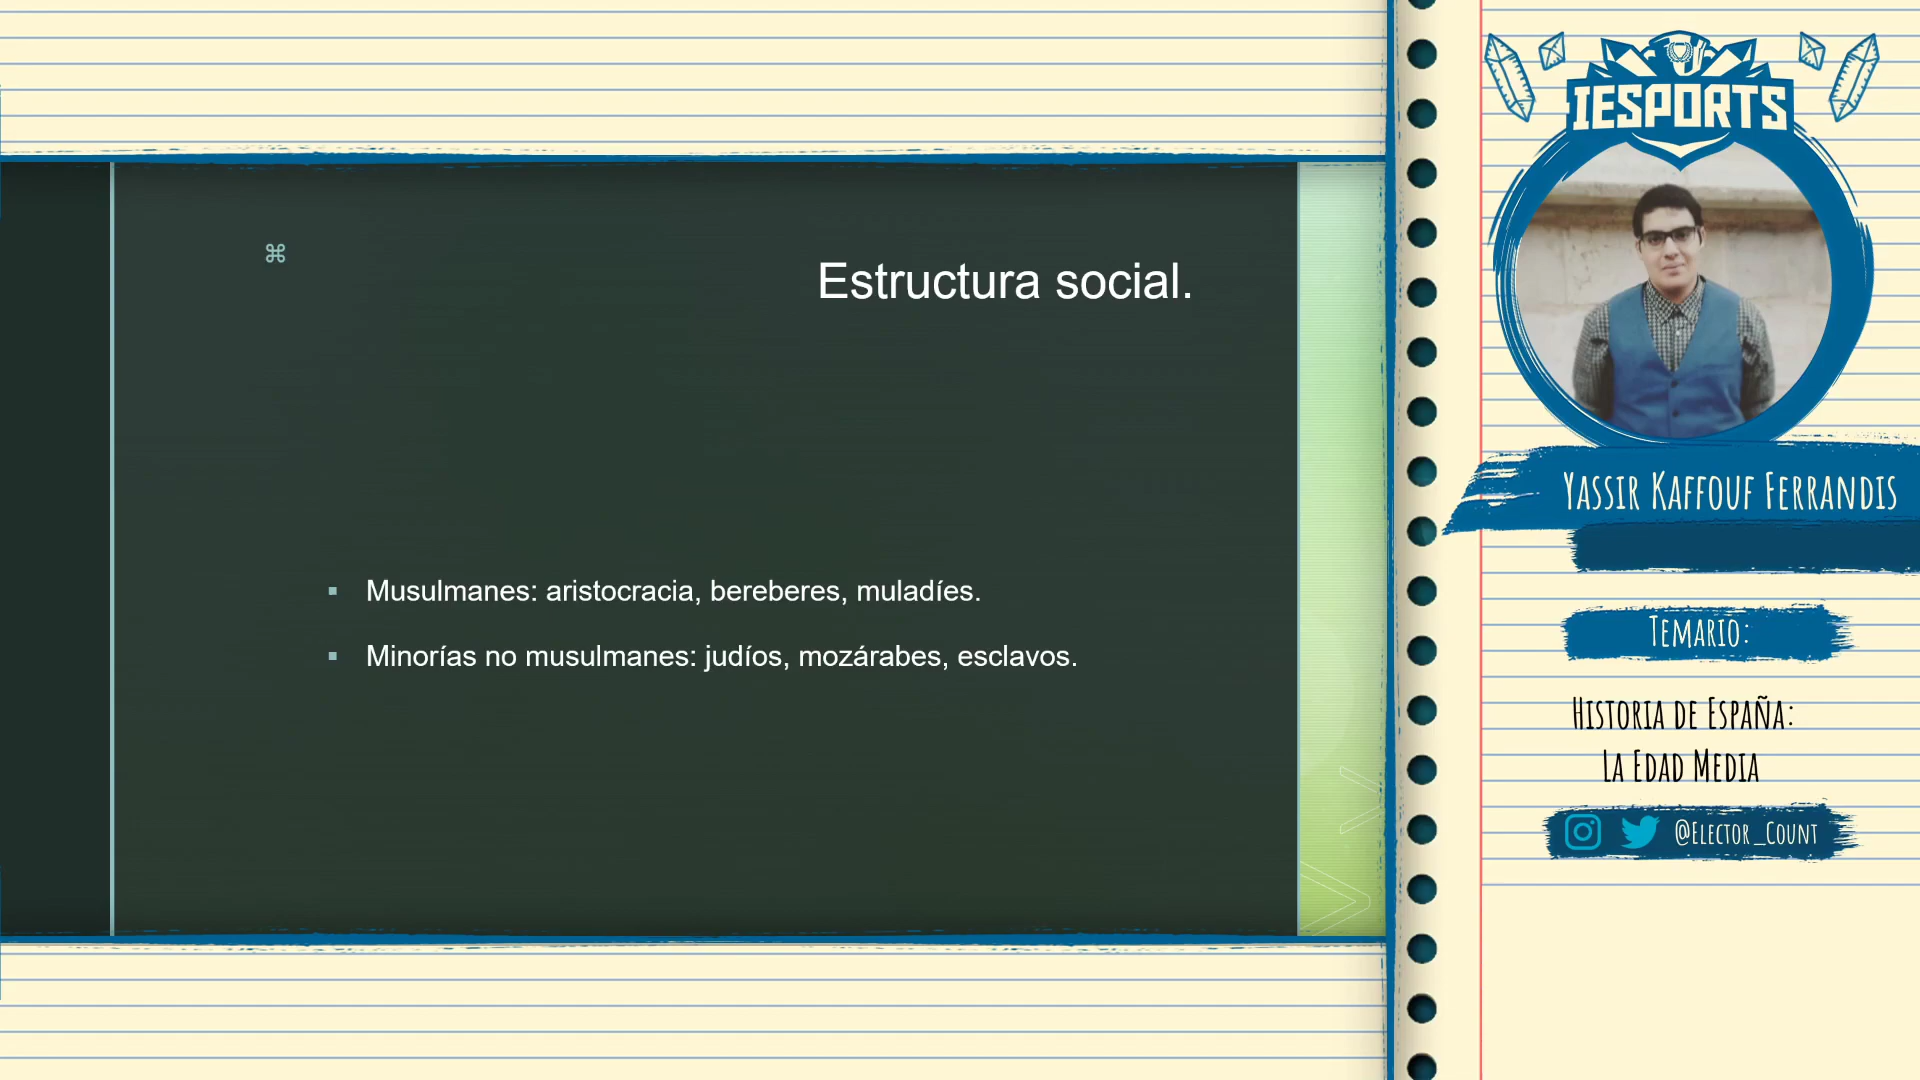 Estructura social.
Musulmanes: aristocracia, bereberes, muladíes.
Minorías no musulmanes: judíos, mozárabes, esclavos.
IESPORTS
Yassir Kaffouf Ferrandis
Temario:
Historia de España:
La Edad Media
@Elector_Count